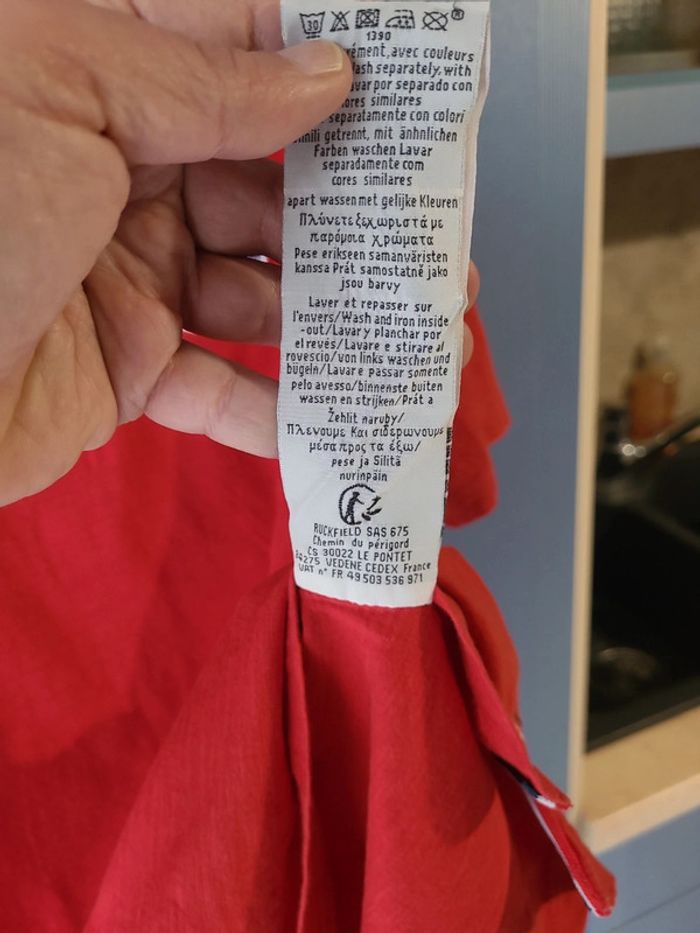 30
1390
ément, avec couleurs
ash separately, with
avar por separado con
ores similares
separatamente con colori
getrennt, mit änhnlichen
Farben waschen Lavar
separadamente com
cores similares
apart wassen met gelijke Kleuren
Πλύνετε ξεχωριστά με
παρόμοια χρώματα
Pese erikseen samanväristen
kanssa Prát samostatně jako
jsou barvy
Laver et repasser sur
l'envers/Wash and iron inside
-out/Lavar y planchar por
el revés/Lavare e stirare al
rovescio/von links waschen und
bügeln/Lavar e passar somente
pelo avesso/binnenste buiten
wassen en strijken/Prát a
Žehlit naruby/
Πλενουμε Και σιδερωνουμε
μέσα προς τα έξω/
pese ja Silitä
nurinpäin
RUCKFIELD SAS 675
Chemin du périgord
CS 30022 LE PONTET
84275 VEDENE CEDEX France
VAT n° FR 49 503 536 971